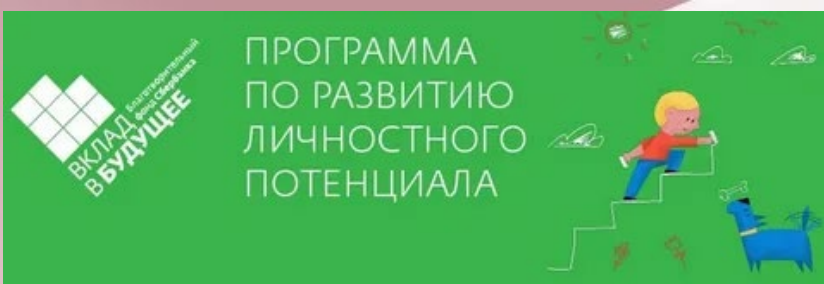 ВКЛАД
В БУДУЩЕЕ
Благотворительный
фонд Сбербанка
ПРОГРАММА
ПО РАЗВИТИЮ
ЛИЧНОСТНОГО
ПОТЕНЦИАЛА